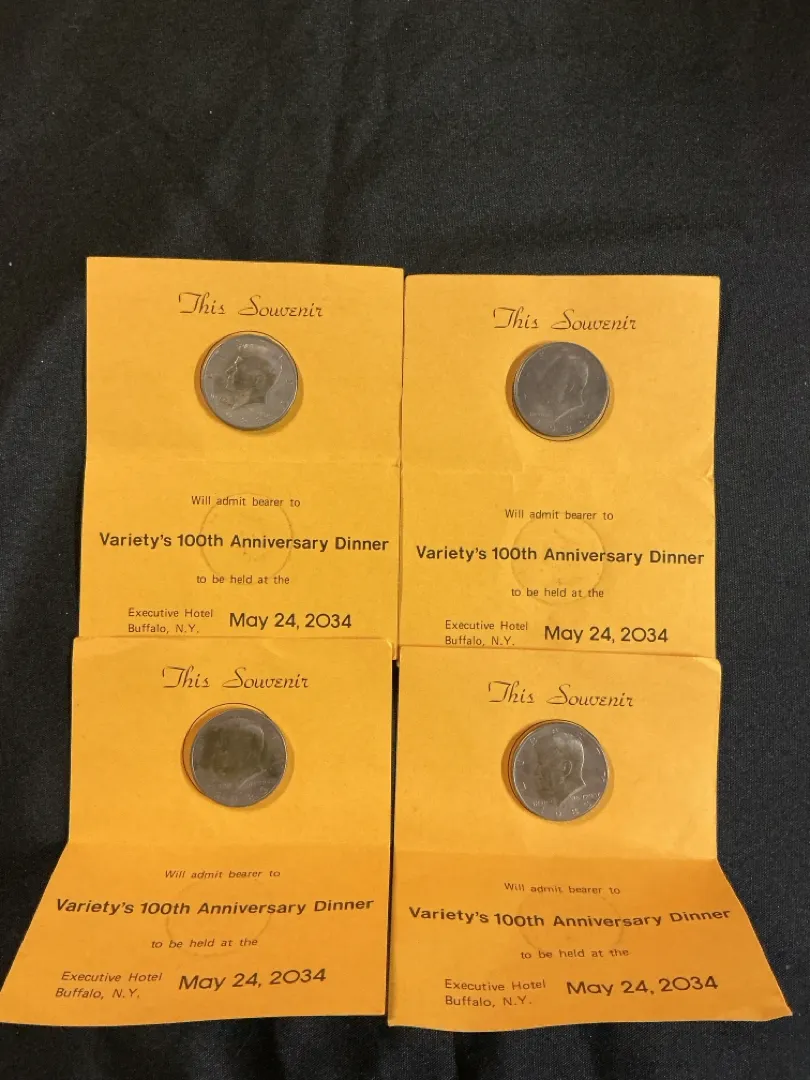 This Souvenir
Will admit bearer to
Variety's 100th Anniversary Dinner
to be held at the
Executive Hotel
Buffalo, N.Y.
May 24, 2034
This Souvenir
Will admit bearer to
Variety's 100th Anniversary Dinner
to be held at the
Executive Hotel
Buffalo, N.Y.
May 24, 2034
This Souvenir
Will admit bearer to
Variety's 100th Anniversary Dinner
to be held at the
Executive Hotel
Buffalo, N.Y.
May 24, 2034
This Souvenir
Will admit bearer to
Variety's 100th Anniversary Dinner
to be held at the
Executive Hotel
Buffalo, N.Y.
May 24, 2034